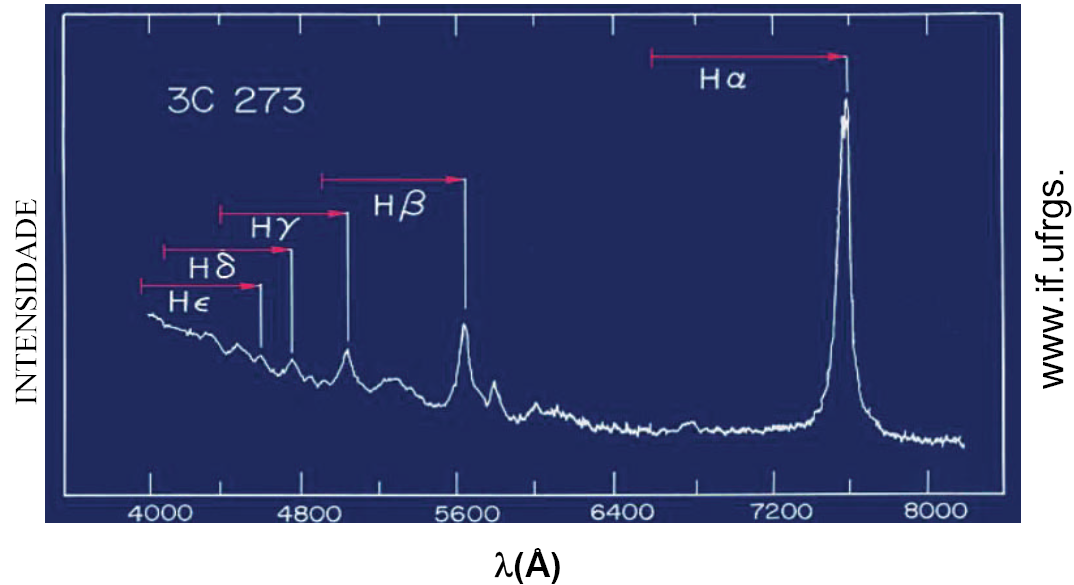 3C 273
Hα
Hβ
Hγ
Hδ
Hϵ
INTENSIDADE
4000 4800 5600 6400 7200 8000
λ(Å)
www.if.ufrgs.